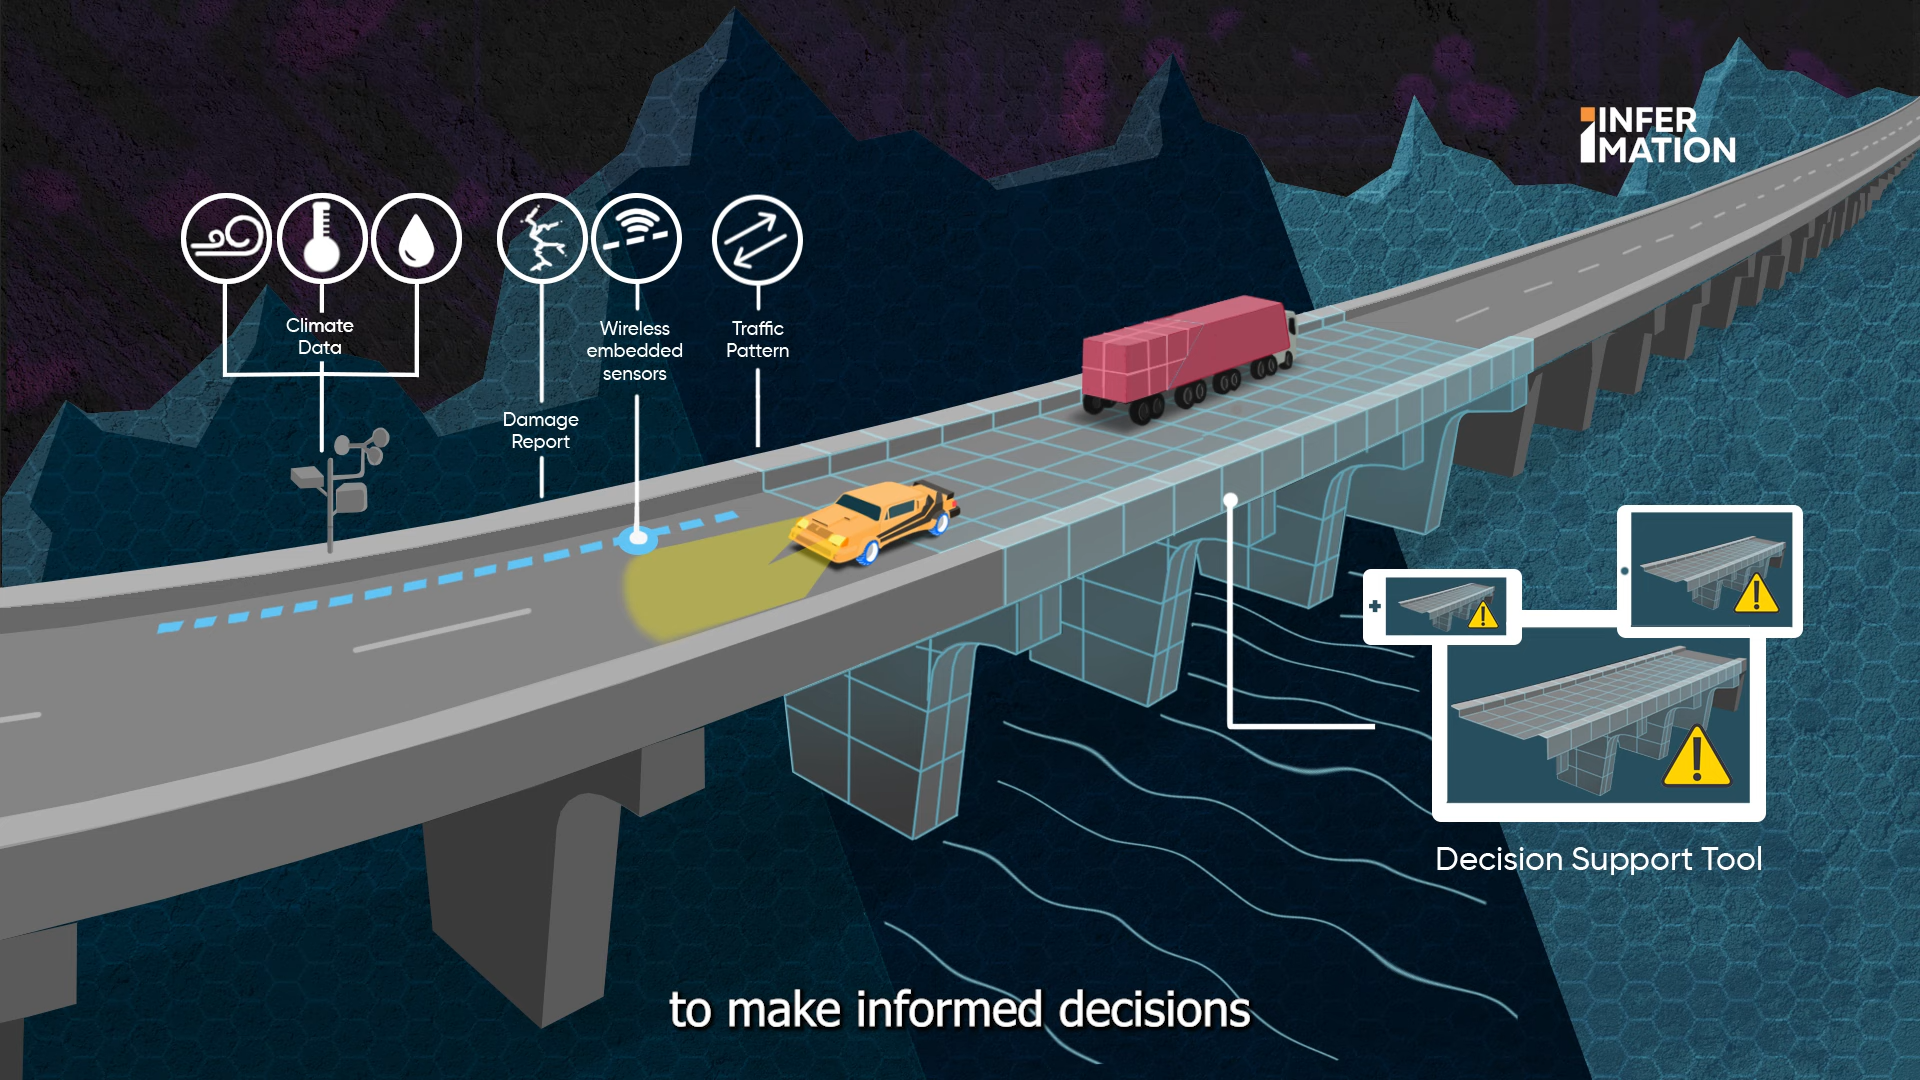 INFER
MATION
Climate
Data
Damage
Report
Wireless
embedded
sensors
Traffic
Pattern
Decision Support Tool
to make informed decisions